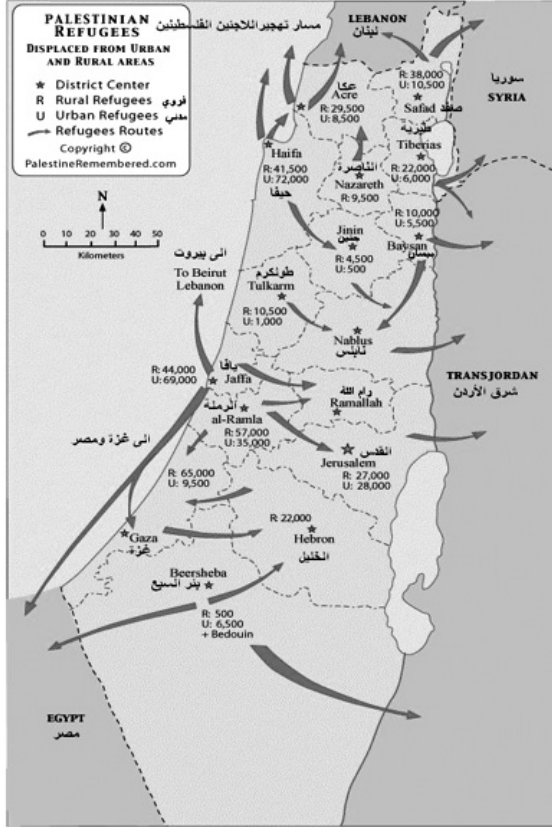 PALESTINIAN
REFUGEES
DISPLACED FROM URBAN
AND RURAL AREAS
★ District Center
R Rural Refugees قروي
U Urban Refugees مدني
Refugees Routes
Copyright ©
PalestineRemembered.com
مسار تهجير اللاجئين الفلسطينين
LEBANON
لبنان
سوريا
SYRIA
عكا
Acre
R: 29,500
U: 8,500
R: 38,000
U: 10,500
Safad صفد
طبريه
Tiberias
R: 22,000
U: 6,000
Haifa
R: 41,500
U: 72,000
حيفا
الناصرة
Nazareth
R: 9,500
R: 10,000
U: 5,500
Baysan
بيسان
Jinin
جنين
R: 4,500
U: 500
N
50 40 30 20 10 0 50
Kilometers
الى بيروت
To Beirut
Lebanon
طولكرم
Tulkarm
R: 10,500
U: 1,000
Nablus
نابلس
TRANSJORDAN
شرق الأردن
R: 44,000
U: 69,000
يافا
Jaffa
الرملة
al-Ramla
R: 57,000
U: 35,000
رام الله
Ramallah
القدس
Jerusalem
R: 27,000
U: 28,000
الى غزة ومصر
R: 65,000
U: 9,500
Gaza
غزة
R: 22,000
Hebron
الخليل
Beersheba
بئر السبع
R: 500
U: 6,500
+ Bedouin
EGYPT
مصر